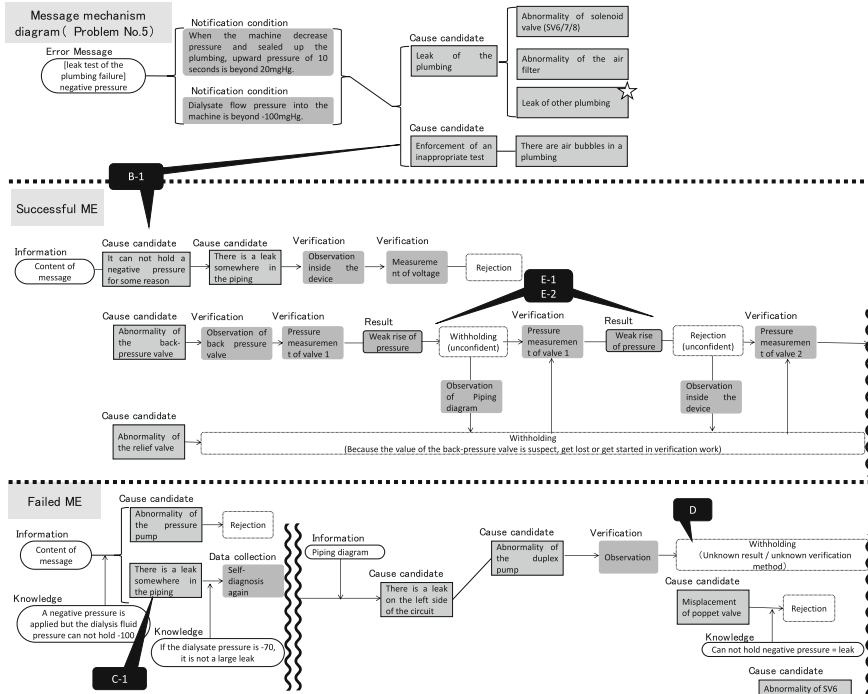 Message mechanism
diagram( Problem No.5)
Error Message
[leak test of the
plumbing failure]
negative pressure
Notification condition
When the machine decrease
pressure and sealed up the
plumbing, upward pressure of 10
seconds is beyond 20mgHg.
Notification condition
Dialysate flow pressure into the
machine is beyond -100mgHg.
Cause candidate
Leak of the
plumbing
Abnormality of solenoid
valve (SV6/7/8)
Abnormality of the air
filter
Leak of other plumbing
Cause candidate
Enforcement of an
inappropriate test
There are air bubbles in a
plumbing
B-1
Successful ME
Information
Content of
message
Cause candidate
It can not hold a
negative pressure
for some reason
Cause candidate
There is a leak
somewhere in
the piping
Verification
Observation
inside the
device
Verification
Measureme
nt of voltage
Rejection
E-1
E-2
Cause candidate
Abnormality of
the back-
pressure valve
Verification
Observation of
back pressure
valve
Verification
Pressure
measuremen
t of valve 1
Result
Weak rise of
pressure
Withholding
(unconfident)
Verification
Pressure
measuremen
t of valve 1
Result
Weak rise
of pressure
Rejection
(unconfident)
Verification
Pressure
measuremen
t of valve 2
Observation
of Piping
diagram
Observation
inside the
device
Cause candidate
Abnormality of
the relief valve
Withholding
(Because the value of the back-pressure valve is suspect, get lost or get started in verification work)
Failed ME
Information
Content of
message
Cause candidate
Abnormality of
the pressure
pump
Rejection
There is a leak
somewhere in
the piping
Data collection
Self-
diagnosis
again
Knowledge
A negative pressure is
applied but the dialysis fluid
pressure can not hold -100
Knowledge
If the dialysate pressure is -70,
it is not a large leak
C-1
Information
Piping diagram
Cause candidate
There is a leak
on the left side
of the circuit
Cause candidate
Abnormality of
the duplex
pump
Verification
Observation
D
Withholding
(Unknown result / unknown verification
method)
Cause candidate
Misplacement of
poppet valve
Rejection
Knowledge
Can not hold negative pressure = leak
Cause candidate
Abnormality of SV6